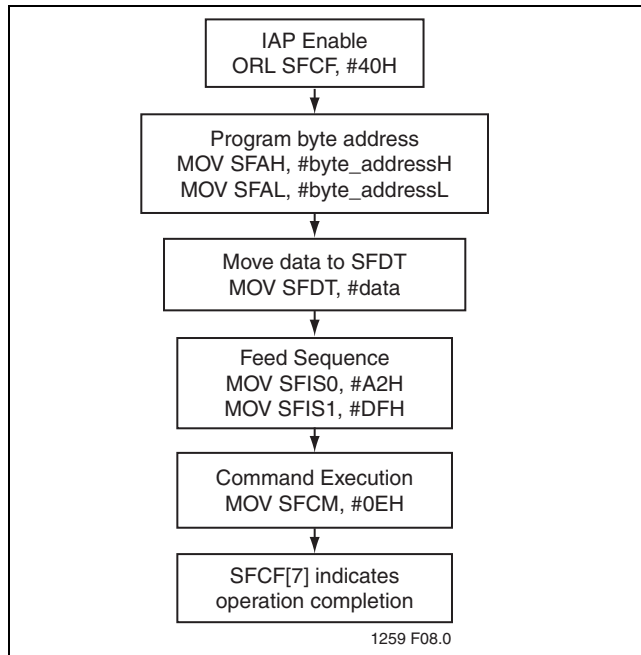 IAP Enable
ORL SFCF, #40H
Program byte address
MOV SFAH, #byte_addressH
MOV SFAL, #byte_addressL
Move data to SFDT
MOV SFDT, #data
Feed Sequence
MOV SFIS0, #A2H
MOV SFIS1, #DFH
Command Execution
MOV SFCM, #0EH
SFCF[7] indicates
operation completion
1259 F08.0